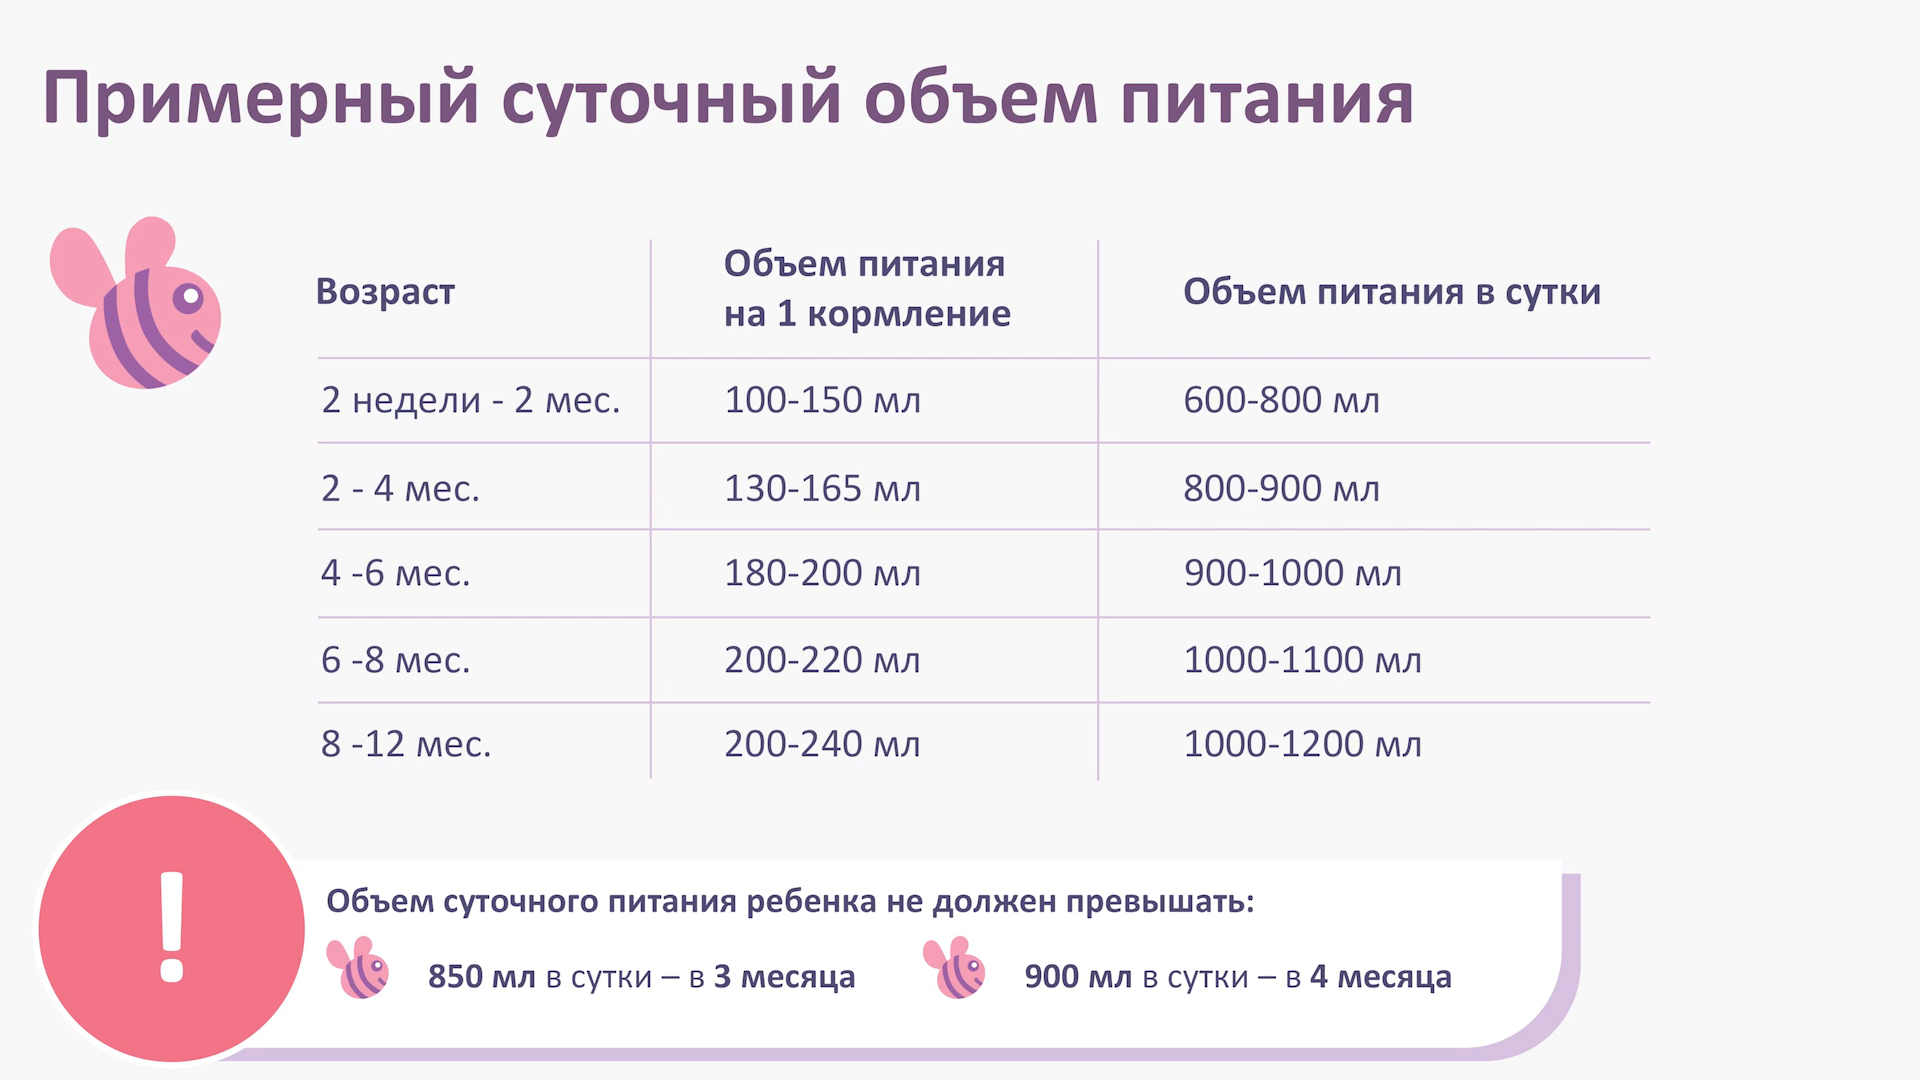 Примерный суточный объем питания
Возраст
Объем питания
на 1 кормление
Объем питания в сутки
2 недели - 2 мес.
100-150 мл
600-800 мл
2 - 4 мес.
130-165 мл
800-900 мл
4 -6 мес.
180-200 мл
900-1000 мл
6 -8 мес.
200-220 мл
1000-1100 мл
8 -12 мес.
200-240 мл
1000-1200 мл
!
Объем суточного питания ребенка не должен превышать:
850 мл в сутки – в 3 месяца
900 мл в сутки – в 4 месяца